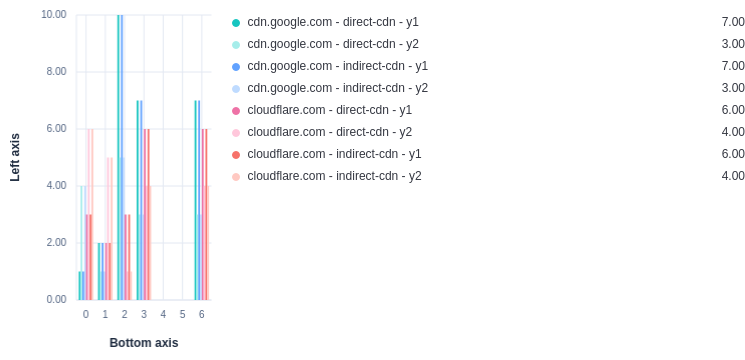 10.00
8.00
6.00
4.00
2.00
0.00
Left axis
0 1 2 3 4 5 6
Bottom axis
cdn.google.com - direct-cdn - y1 7.00
cdn.google.com - direct-cdn - y2 3.00
cdn.google.com - indirect-cdn - y1 7.00
cdn.google.com - indirect-cdn - y2 3.00
cloudflare.com - direct-cdn - y1 6.00
cloudflare.com - direct-cdn - y2 4.00
cloudflare.com - indirect-cdn - y1 6.00
cloudflare.com - indirect-cdn - y2 4.00